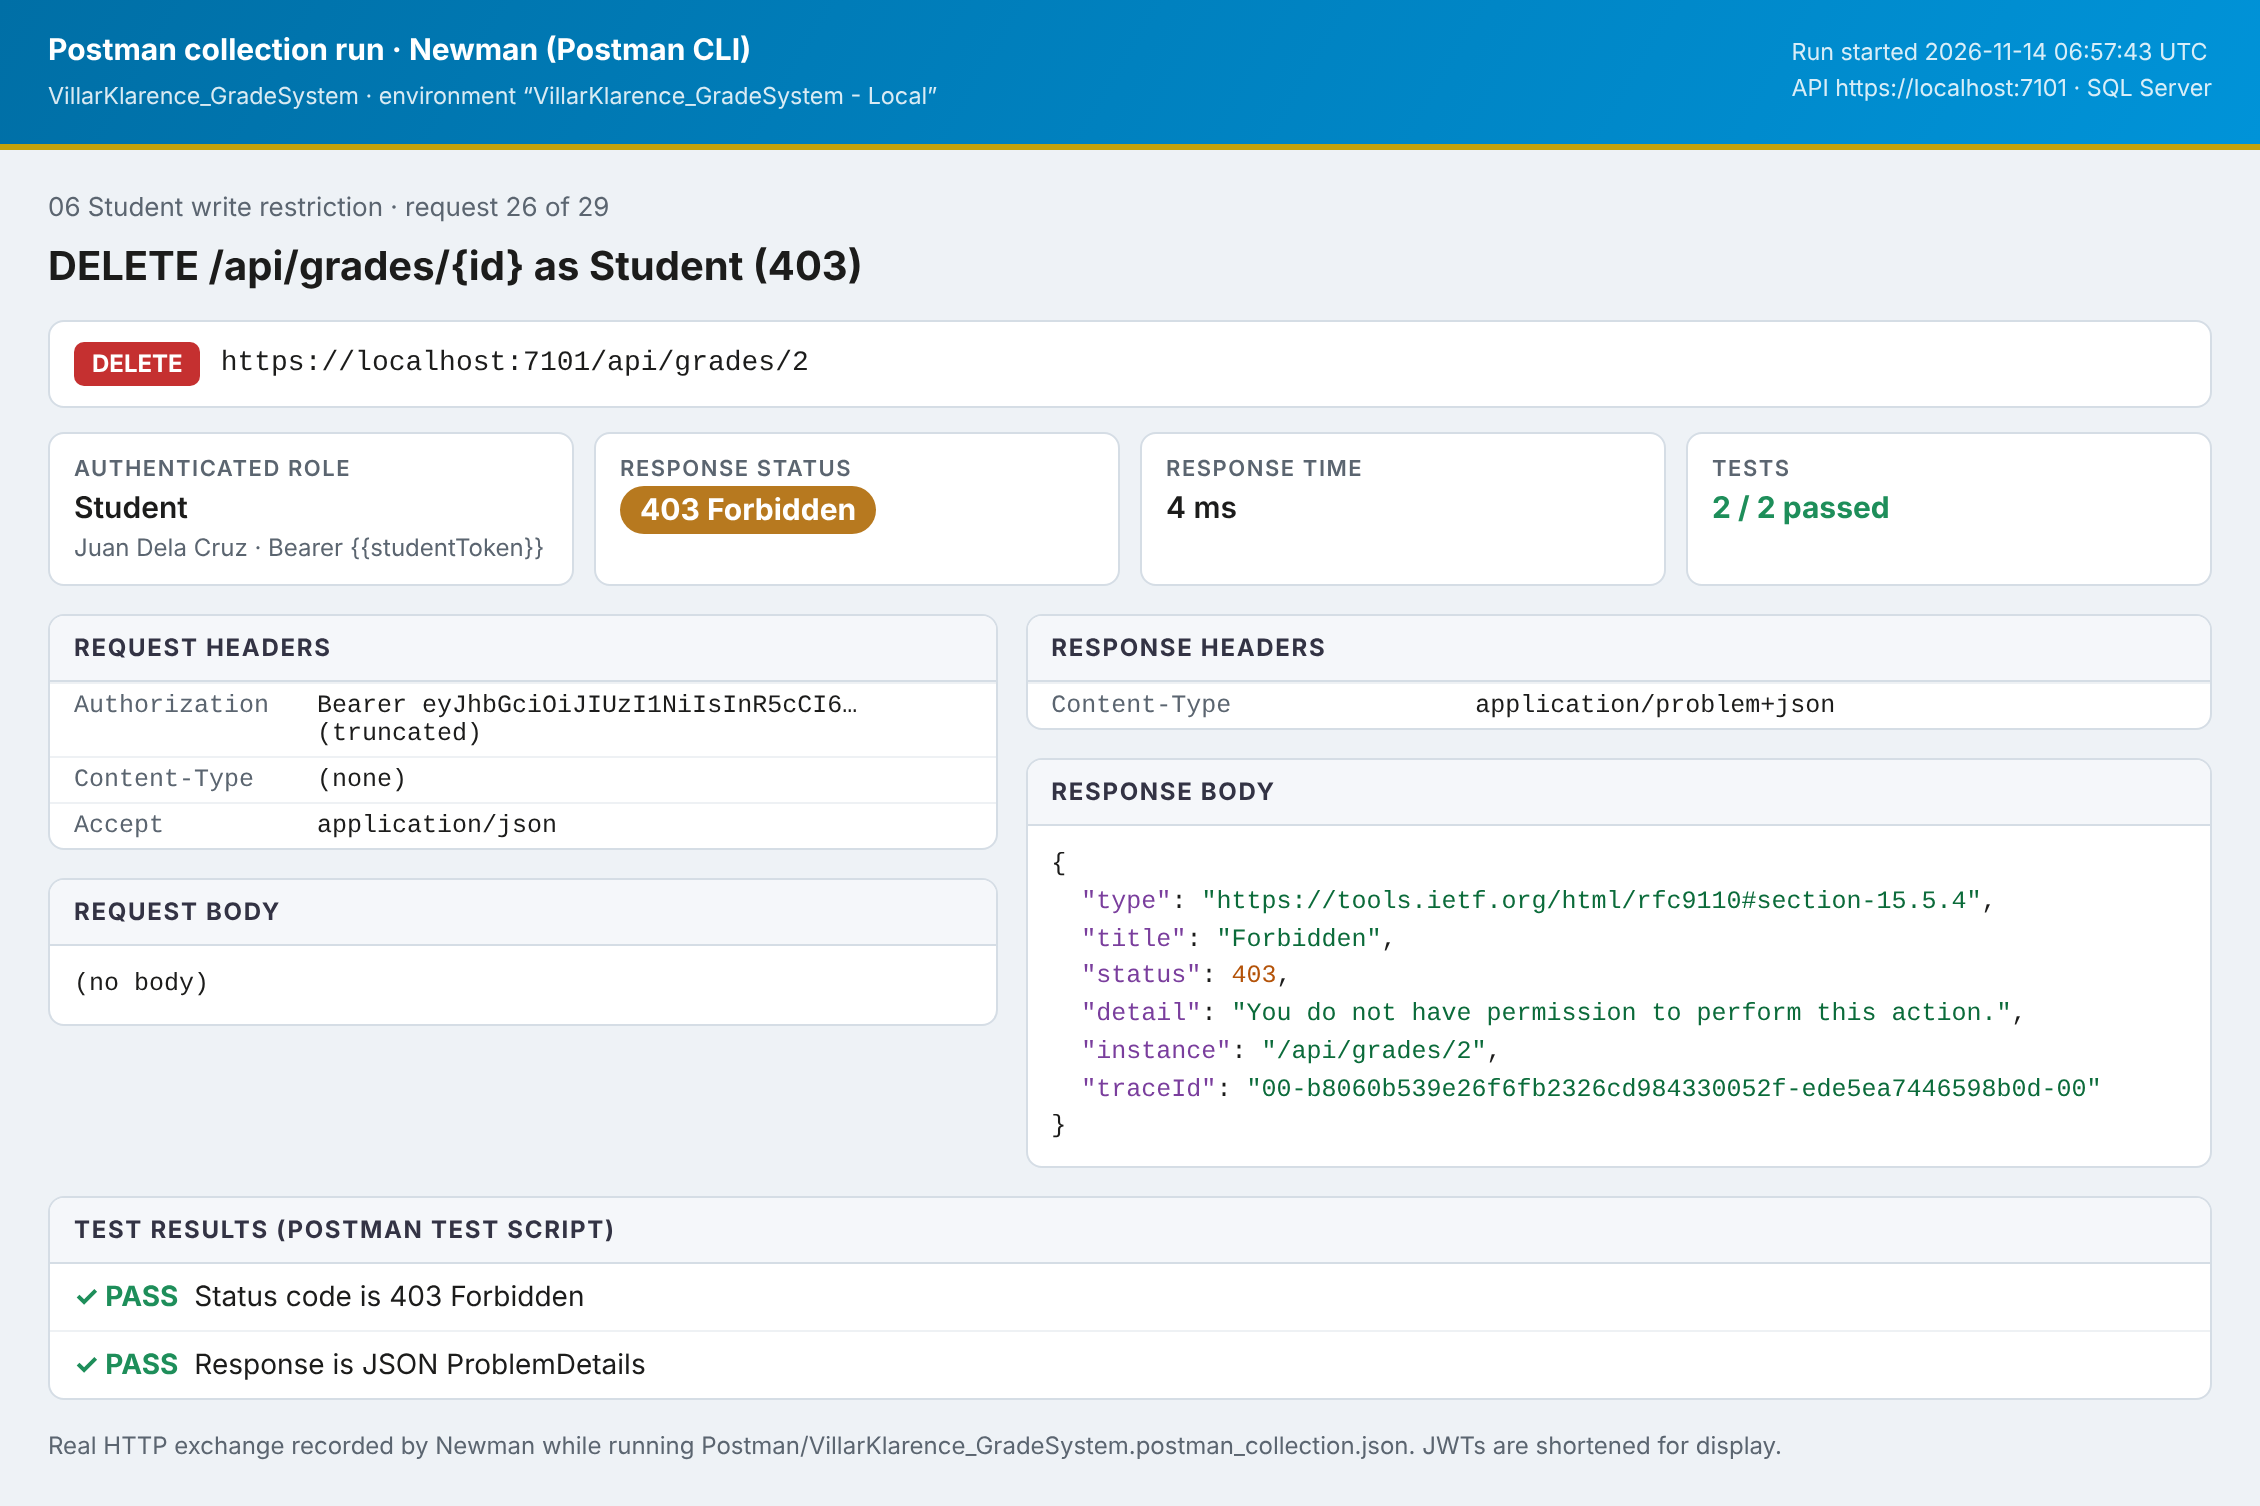 Postman collection run · Newman (Postman CLI)
VillarKlarence_GradeSystem · environment “VillarKlarence_GradeSystem - Local”
Run started 2026-11-14 06:57:43 UTC
API https://localhost:7101 · SQL Server
06 Student write restriction · request 26 of 29
DELETE /api/grades/{id} as Student (403)
DELETE https://localhost:7101/api/grades/2
AUTHENTICATED ROLE
Student
Juan Dela Cruz · Bearer {{studentToken}}
RESPONSE STATUS
403 Forbidden
RESPONSE TIME
4 ms
TESTS
2 / 2 passed
REQUEST HEADERS
Authorization Bearer eyJhbGciOiJIUzI1NiIsInR5cCI6…
(truncated)
Content-Type (none)
Accept application/json
REQUEST BODY
(no body)
RESPONSE HEADERS
Content-Type application/problem+json
RESPONSE BODY
{
  "type": "https://tools.ietf.org/html/rfc9110#section-15.5.4",
  "title": "Forbidden",
  "status": 403,
  "detail": "You do not have permission to perform this action.",
  "instance": "/api/grades/2",
  "traceId": "00-b8060b539e26f6fb2326cd984330052f-ede5ea7446598b0d-00"
}
TEST RESULTS (POSTMAN TEST SCRIPT)
✓ PASS Status code is 403 Forbidden
✓ PASS Response is JSON ProblemDetails
Real HTTP exchange recorded by Newman while running Postman/VillarKlarence_GradeSystem.postman_collection.json. JWTs are shortened for display.